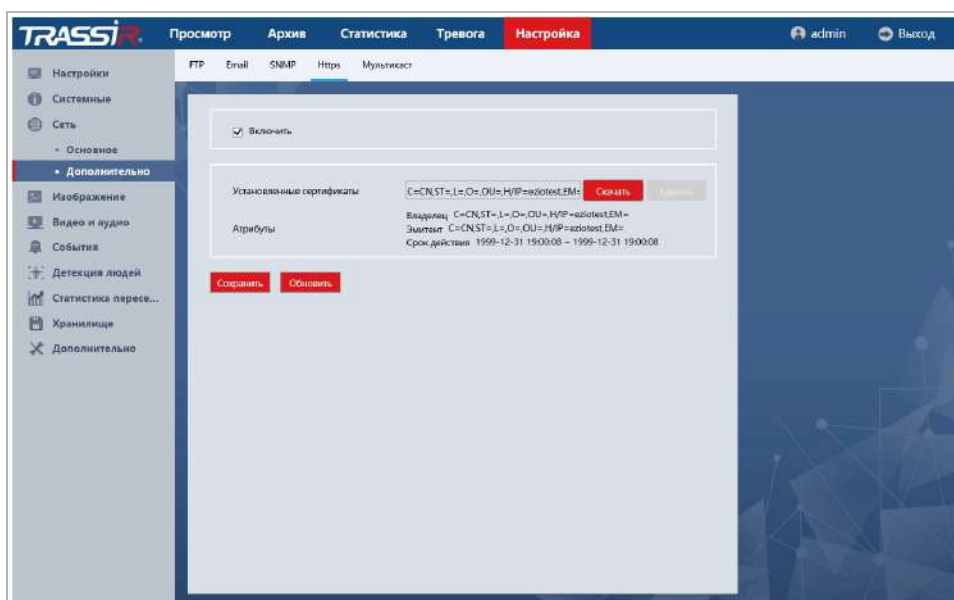 TRASSIR
Просмотр Архив Статистика Тревога Настройка admin Выход
FTP Email SNMP Https Мультикаст
Настройки
Системные
Сеть
Основное
Дополнительно
Изображение
Видео и аудио
События
Детекция людей
Статистика пересе...
Хранилище
Дополнительно
Включить
Установленные сертификаты C=CN,ST=,L=,O=,OU=,H/IP=eziotest,EM= Скачать
Атрибуты
Владелец C=CN,ST=,L=,O=,OU=,H/IP=eziotest,EM=
Эмитент C=CN,ST=,L=,O=,OU=,H/IP=eziotest,EM=
Срок действия 1999-12-31 19:00:08 – 1999-12-31 19:00:08
Сохранить Обновить